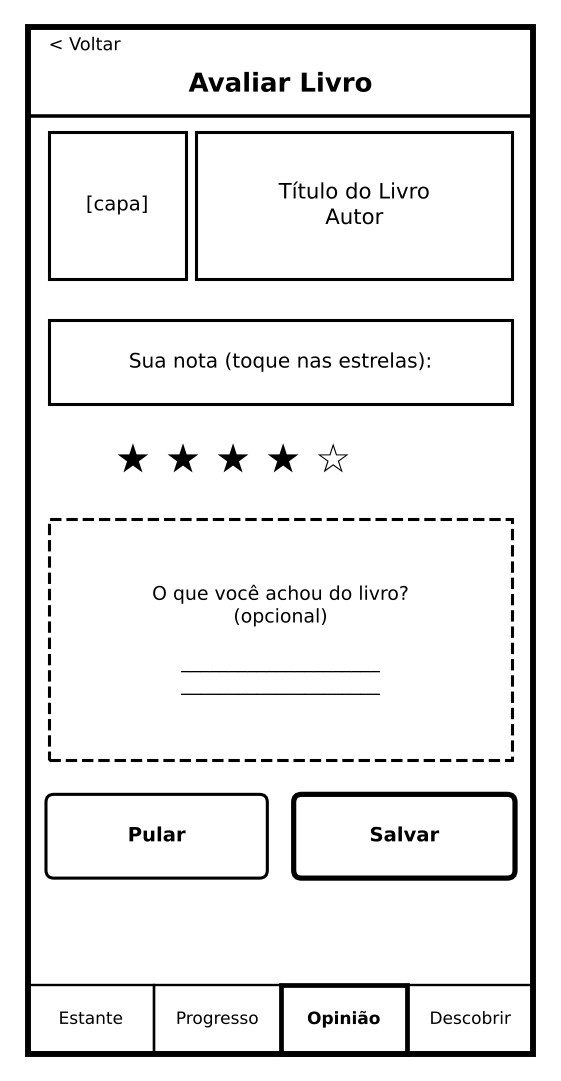 < Voltar
Avaliar Livro
[capa]
Título do Livro
Autor
Sua nota (toque nas estrelas):
★ ★ ★ ★ ☆
O que você achou do livro?
(opcional)
Pular
Salvar
Estante
Progresso
Opinião
Descobrir